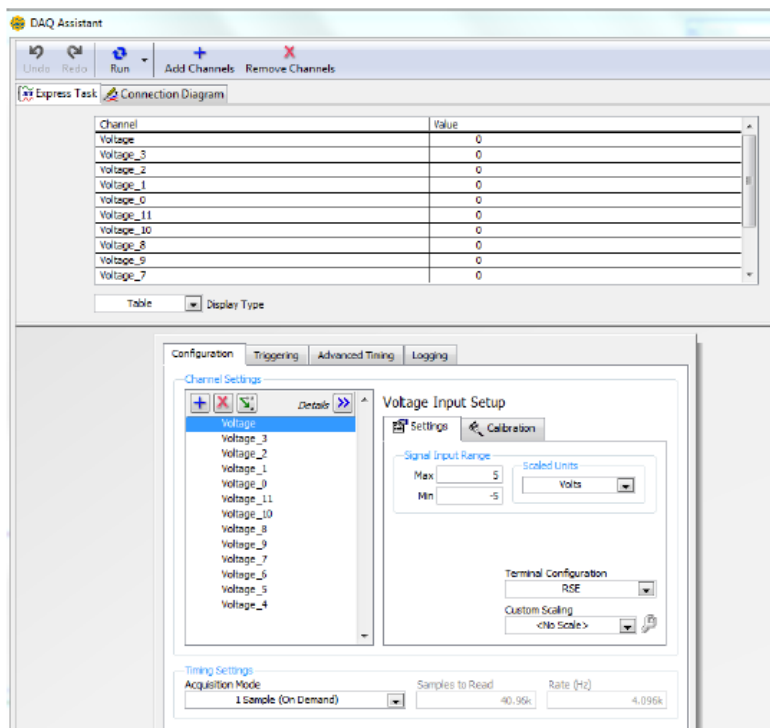 DAQ Assistant
Undo Redo Run Add Channels Remove Channels
Express Task Connection Diagram
Channel Value
Voltage 0
Voltage_3 0
Voltage_2 0
Voltage_1 0
Voltage_0 0
Voltage_11 0
Voltage_10 0
Voltage_8 0
Voltage_9 0
Voltage_7 0
Table Display Type
Configuration Triggering Advanced Timing Logging
Channel Settings
Details
Voltage
Voltage_3
Voltage_2
Voltage_1
Voltage_0
Voltage_11
Voltage_10
Voltage_8
Voltage_9
Voltage_7
Voltage_6
Voltage_5
Voltage_4
Voltage Input Setup
Settings Calibration
Signal Input Range
Max 5
Min -5
Scaled Units
Volts
Terminal Configuration
RSE
Custom Scaling
<No Scale>
Timing Settings
Acquisition Mode Samples to Read Rate (Hz)
1 Sample (On Demand) 40.96k 4.096k